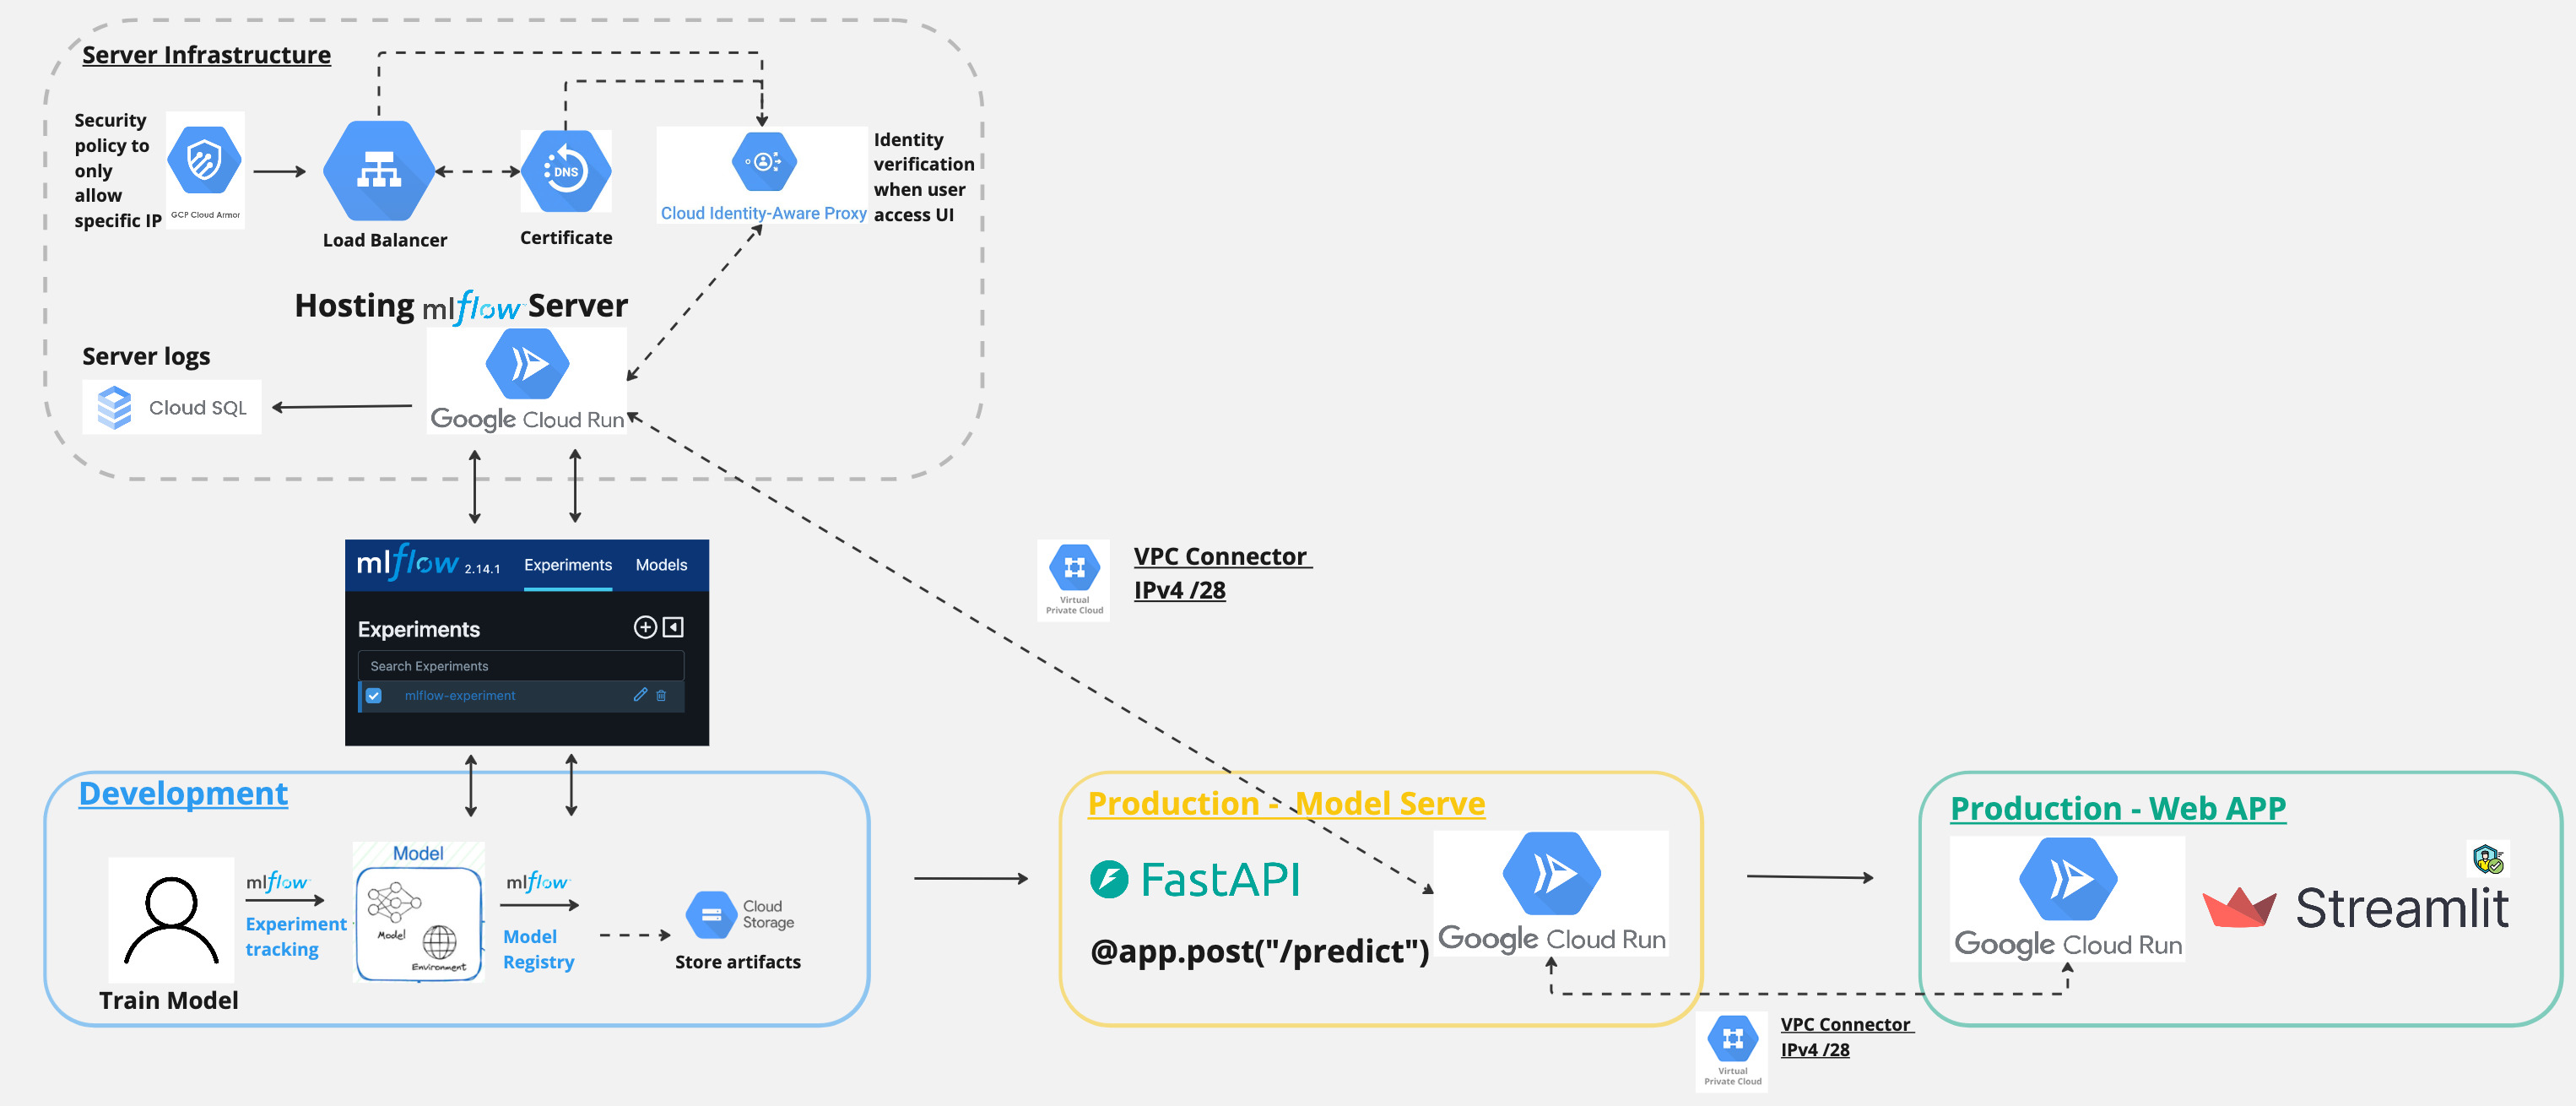 Server Infrastructure
Security
policy to
only
allow
specific IP
GCP Cloud Armor
Load Balancer
DNS
Certificate
Cloud Identity-Aware Proxy
Identity
verification
when user
access UI
Hosting mlflow Server
Server logs
Cloud SQL
Google Cloud Run
mlflow 2.14.1 Experiments Models
Experiments
Search Experiments
mlflow-experiment
Virtual
Private Cloud
VPC Connector
IPv4 /28
Development
Train Model
mlflow
Experiment
tracking
Model
Model
Environment
mlflow
Model
Registry
Cloud
Storage
Store artifacts
Production - Model Serve
FastAPI
@app.post("/predict")
Google Cloud Run
Production - Web APP
Google Cloud Run
Streamlit
Virtual
Private Cloud
VPC Connector
IPv4 /28